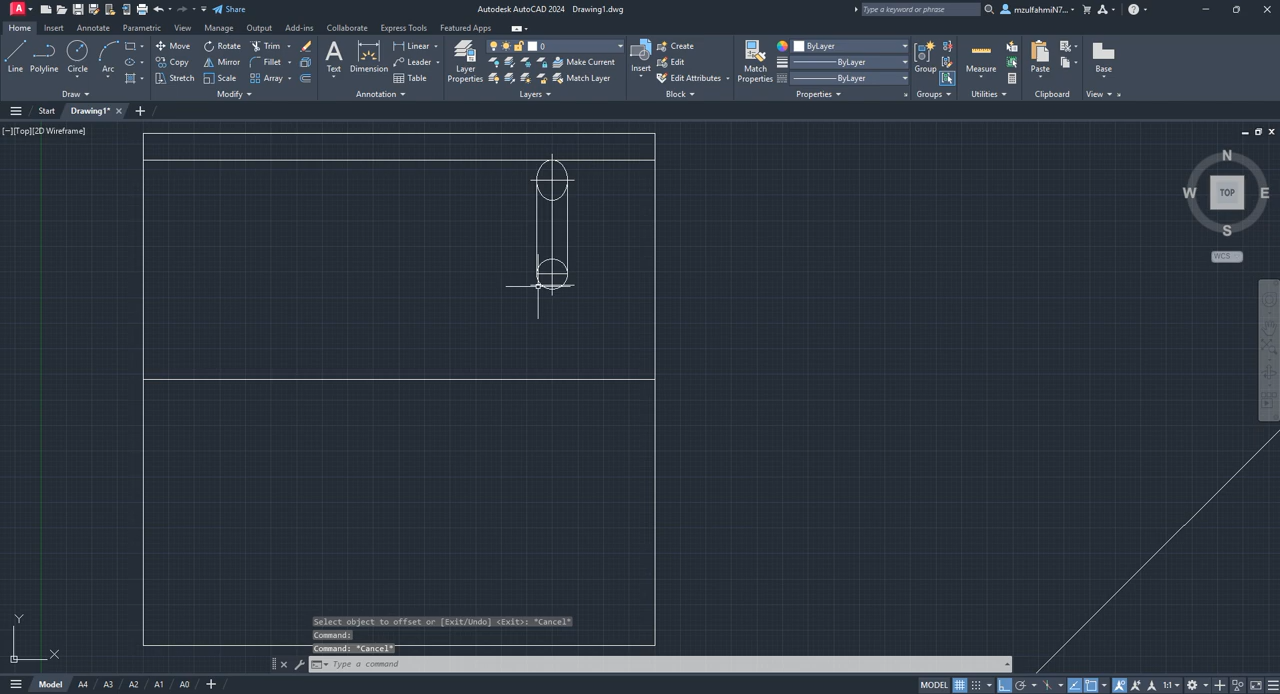 A Share Autodesk AutoCAD 2024 Drawing1.dwg Type a keyword or phrase mzulfahmiN7...
Home Insert Annotate Parametric View Manage Output Add-ins Collaborate Express Tools Featured Apps
Line Polyline Circle Arc
Move Rotate Trim
Copy Mirror Fillet
Stretch Scale Array
Text Dimension
Linear
Leader
Table
Layer Properties
0
Make Current
Match Layer
Insert
Create
Edit
Edit Attributes
Match Properties
ByLayer
ByLayer
ByLayer
Group Measure Paste Base
Draw Modify Annotation Layers Block Properties Groups Utilities Clipboard View
Start Drawing1* +
[−][Top][2D Wireframe]
N
W TOP E
S
WCS
Y
X
Select object to offset or [Exit/Undo] <Exit>: *Cancel*
Command:
Command: *Cancel*
Type a command
Model A4 A3 A2 A1 A0 + MODEL 1:1